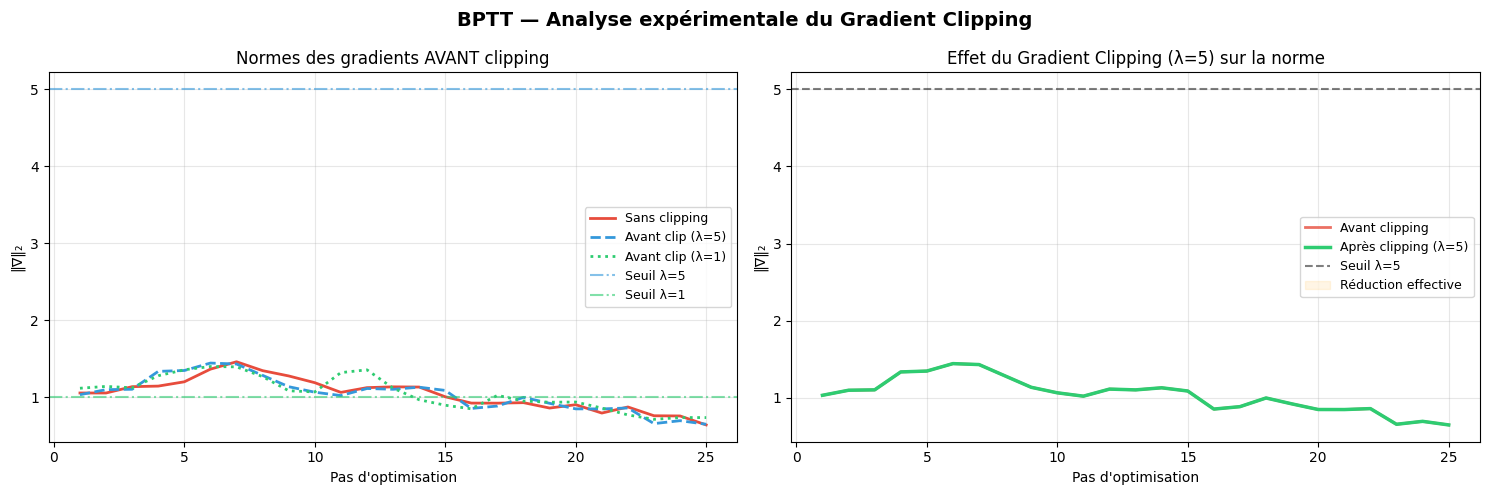 BPTT — Analyse expérimentale du Gradient Clipping
Normes des gradients AVANT clipping
‖∇‖₂
5
4
3
2
1
0
5
10
15
20
25
Pas d'optimisation
Sans clipping
Avant clip (λ=5)
Avant clip (λ=1)
Seuil λ=5
Seuil λ=1
Effet du Gradient Clipping (λ=5) sur la norme
‖∇‖₂
5
4
3
2
1
0
5
10
15
20
25
Pas d'optimisation
Avant clipping
Après clipping (λ=5)
Seuil λ=5
Réduction effective